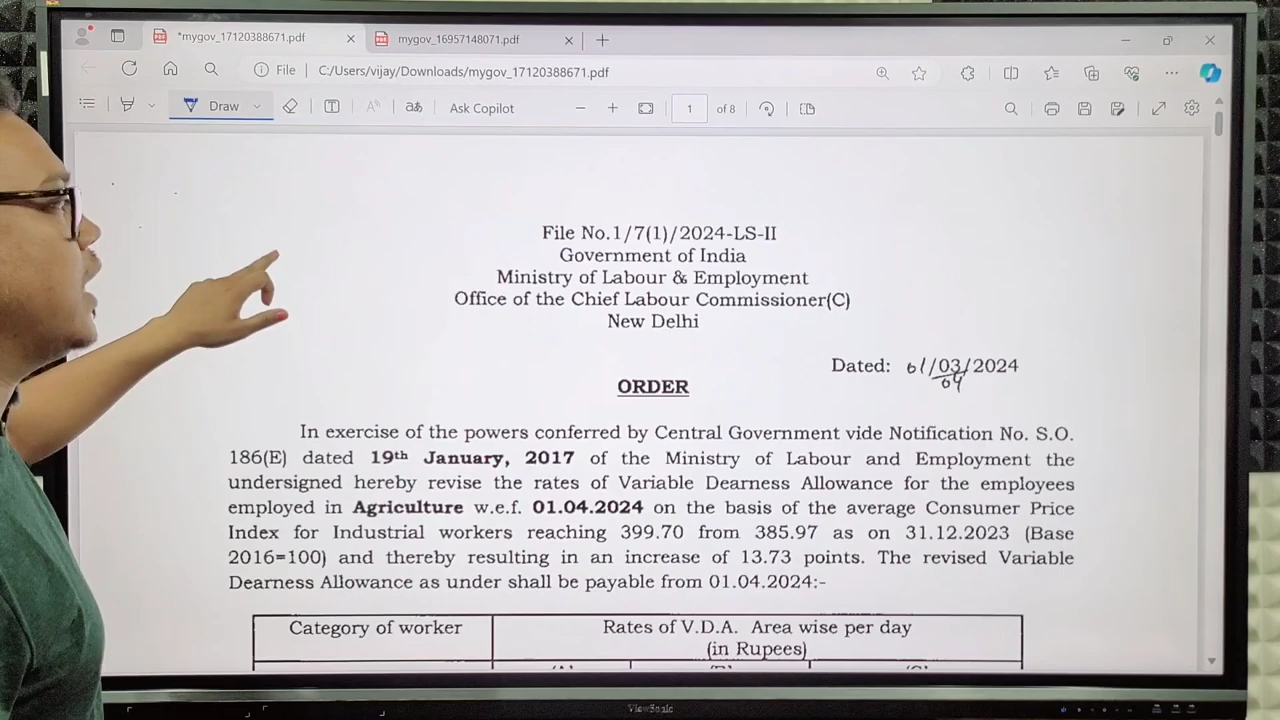 *mygov_17120388671.pdf
mygov_16957148071.pdf
File C:/Users/vijay/Downloads/mygov_17120388671.pdf
Draw
aあ
Ask Copilot
1 of 8
File No.1/7(1)/2024-LS-II
Government of India
Ministry of Labour & Employment
Office of the Chief Labour Commissioner(C)
New Delhi
Dated: 01/03/2024
04
ORDER
In exercise of the powers conferred by Central Government vide Notification No. S.O.
186(E) dated 19th January, 2017 of the Ministry of Labour and Employment the
undersigned hereby revise the rates of Variable Dearness Allowance for the employees
employed in Agriculture w.e.f. 01.04.2024 on the basis of the average Consumer Price
Index for Industrial workers reaching 399.70 from 385.97 as on 31.12.2023 (Base
2016=100) and thereby resulting in an increase of 13.73 points. The revised Variable
Dearness Allowance as under shall be payable from 01.04.2024:-
Category of worker
Rates of V.D.A. Area wise per day
(in Rupees)
ViewSonic